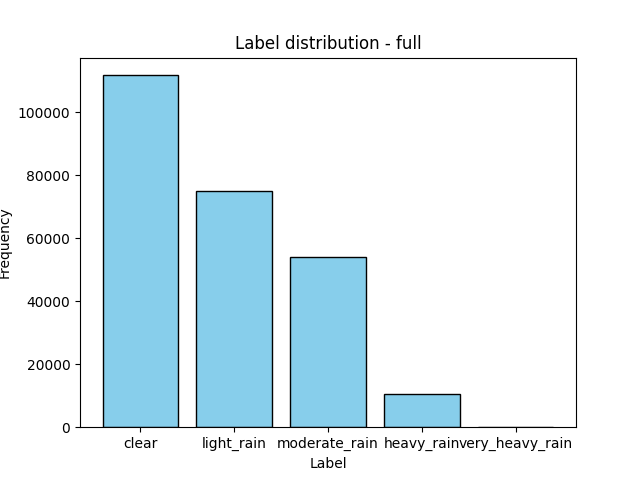 Label distribution - full
100000
80000
60000
40000
20000
0
Frequency
clear light_rain moderate_rain heavy_rain very_heavy_rain
Label